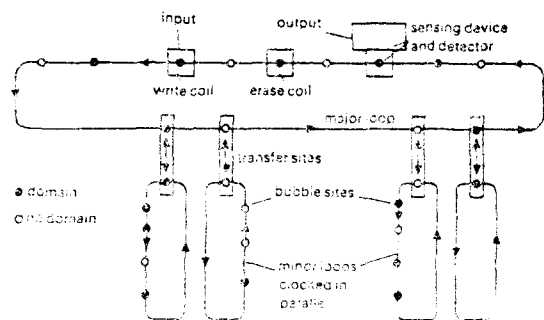 input
output
sensing device
and detector
write coil
erase coil
major loop
transfer sites
domain
no domain
bubble sites
minor loops
clocked in
parallel